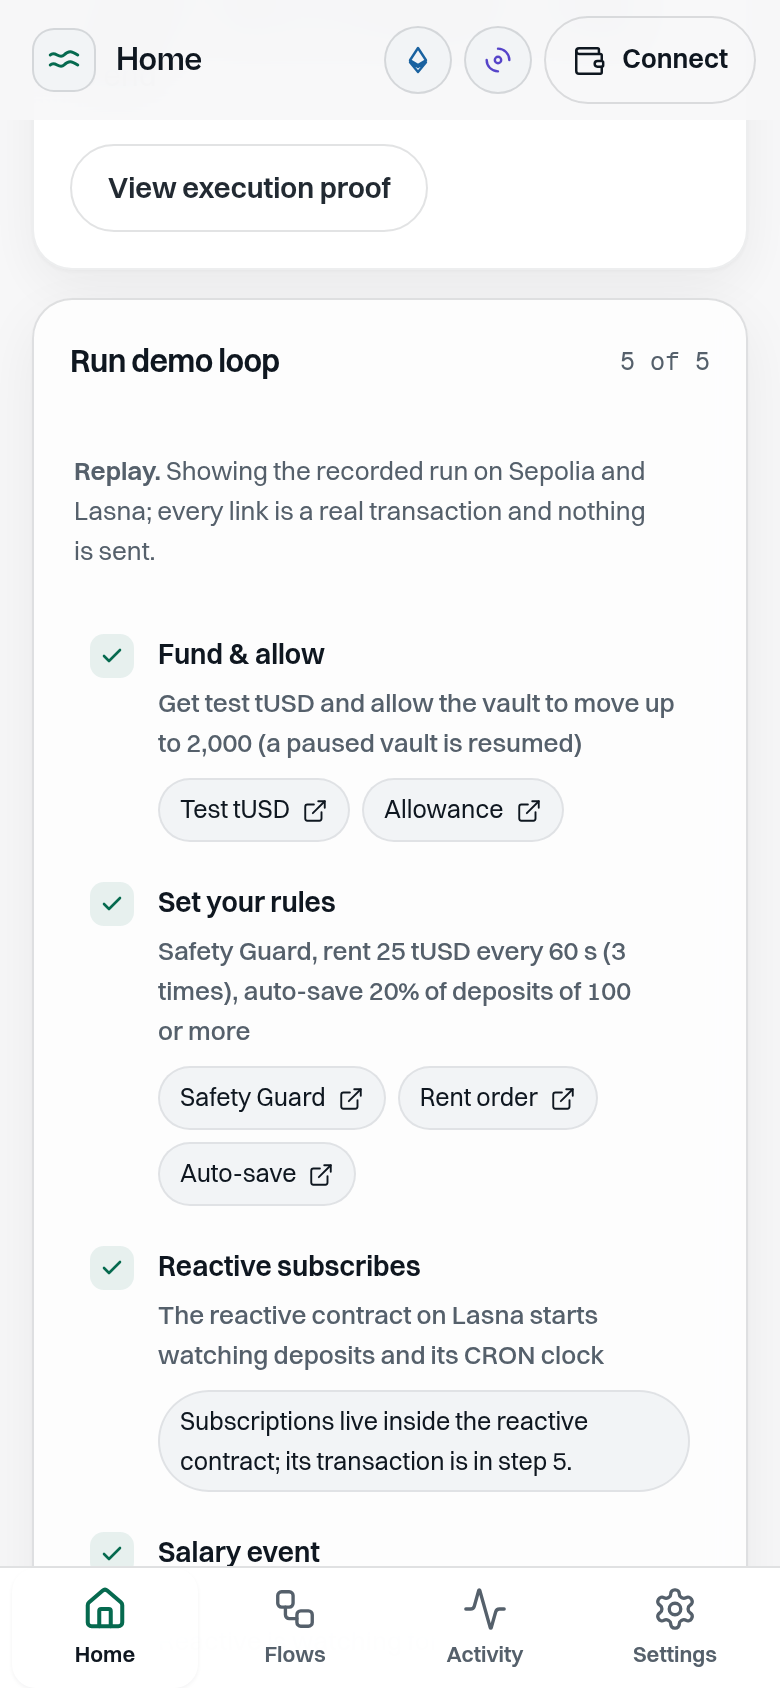 Home
Connect
View execution proof
Run demo loop
5 of 5
Replay. Showing the recorded run on Sepolia and
Lasna; every link is a real transaction and nothing
is sent.
Fund & allow
Get test tUSD and allow the vault to move up
to 2,000 (a paused vault is resumed)
Test tUSD
Allowance
Set your rules
Safety Guard, rent 25 tUSD every 60 s (3
times), auto-save 20% of deposits of 100
or more
Safety Guard
Rent order
Auto-save
Reactive subscribes
The reactive contract on Lasna starts
watching deposits and its CRON clock
Subscriptions live inside the reactive
contract; its transaction is in step 5.
Salary event
Home
Flows
Activity
Settings